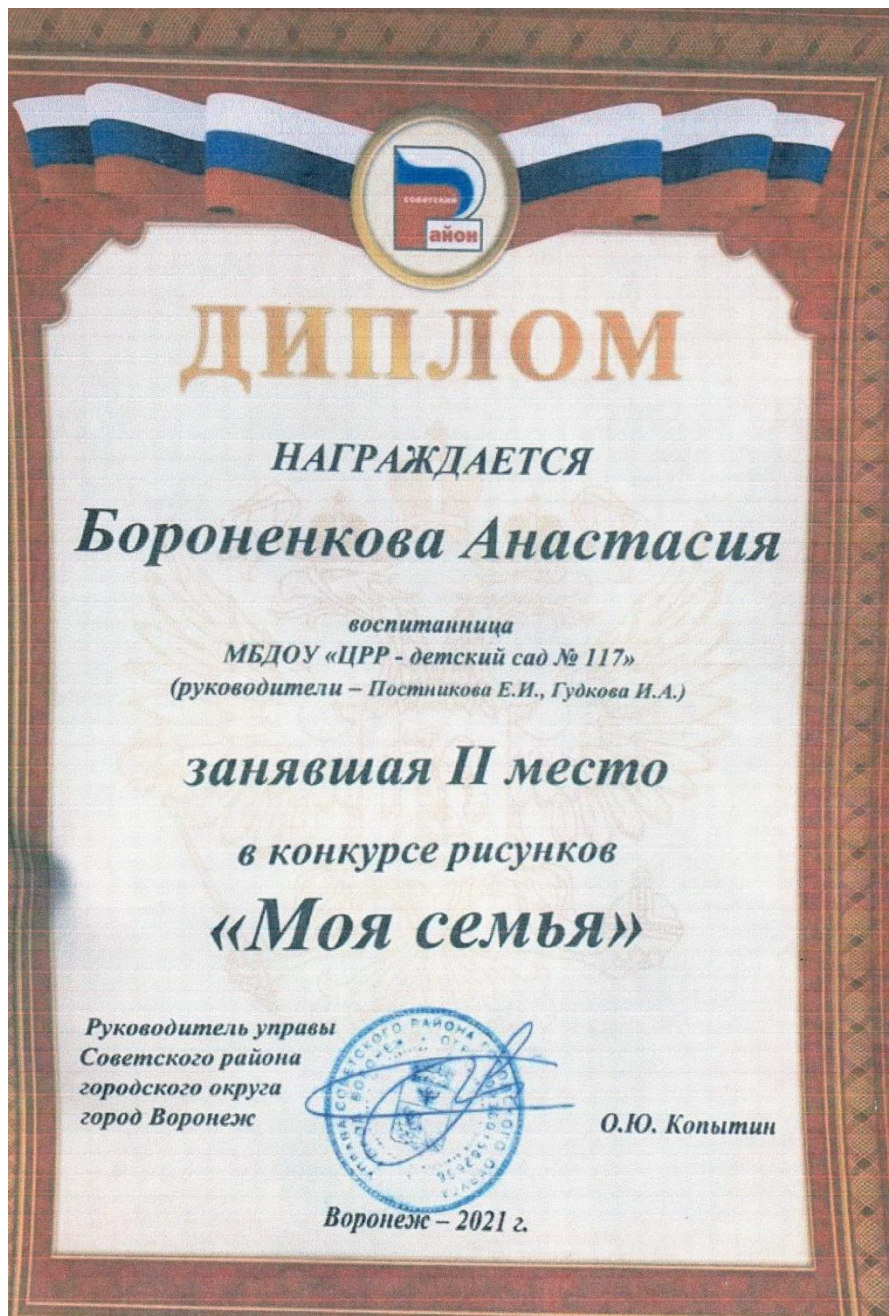 советский
район
ДИПЛОМ
НАГРАЖДАЕТСЯ
Бороненкова Анастасия
воспитанница
МБДОУ «ЦРР - детский сад № 117»
(руководители – Постникова Е.И., Гудкова И.А.)
занявшая II место
в конкурсе рисунков
«Моя семья»
Руководитель управы
Советского района
городского округа
город Воронеж
О.Ю. Копытин
Воронеж – 2021 г.